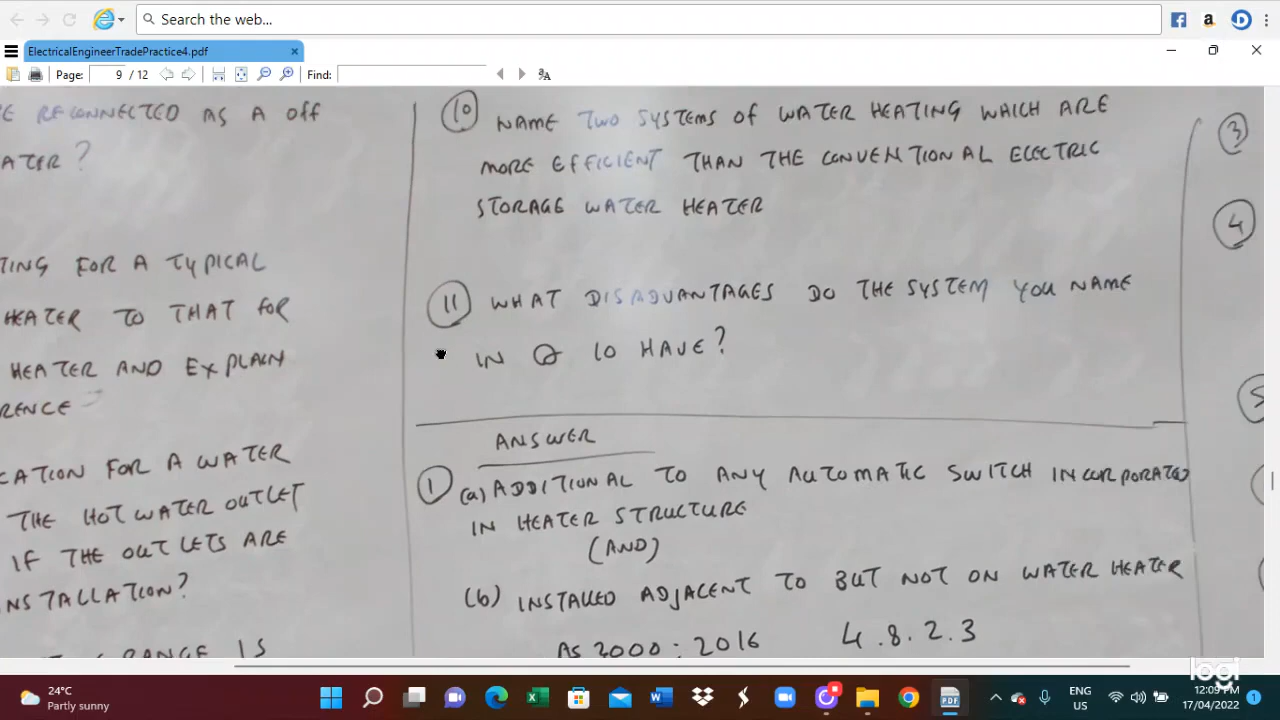 Search the web...
ElectricalEngineerTradePractice4.pdf
Page: 9 / 12 Find:
E RECONNECTED AS A OFF
ATER?
TING FOR A TYPICAL
HEATER TO THAT FOR
HEATER AND EXPLAIN
RENCE
CATION FOR A WATER
THE HOT WATER OUTLET
IF THE OUTLETS ARE
NSTALLATION?
RANGE IS
10 NAME TWO SYSTEMS OF WATER HEATING WHICH ARE
MORE EFFICIENT THAN THE CONVENTIONAL ELECTRIC
STORAGE WATER HEATER
11 WHAT DISADVANTAGES DO THE SYSTEM YOU NAME
IN Q 10 HAVE?
ANSWER
1 (a) ADDITIONAL TO ANY AUTOMATIC SWITCH INCORPORATED
IN HEATER STRUCTURE
(AND)
(b) INSTALLED ADJACENT TO BUT NOT ON WATER HEATER
AS 3000:2016 4.8.2.3
3
4
5
logi
24°C
Partly sunny
ENG
US
12:09 PM
17/04/2022